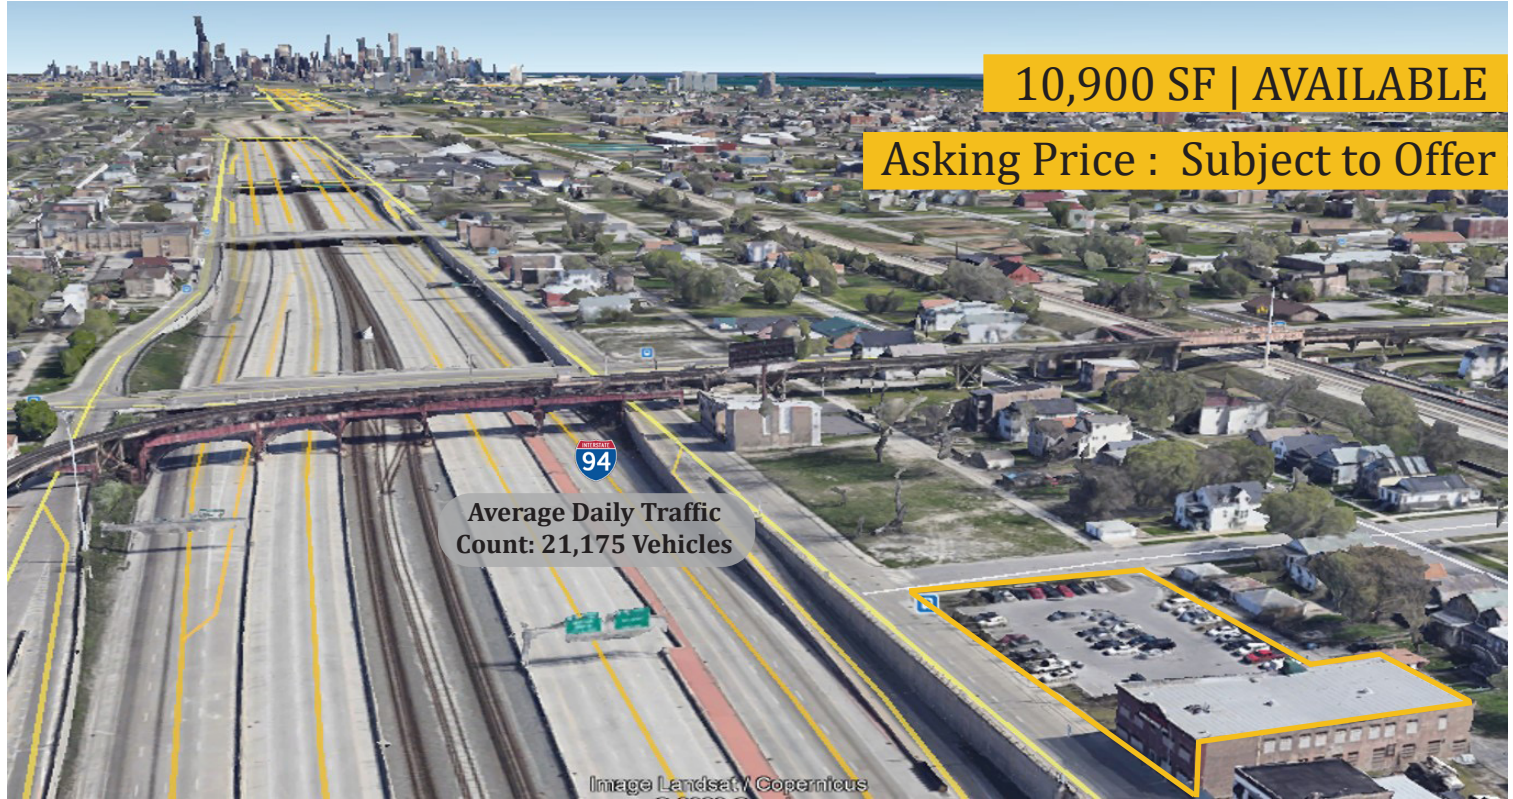 10,900 SF | AVAILABLE
Asking Price : Subject to Offer
INTERSTATE
94
Average Daily Traffic
Count: 21,175 Vehicles
Image Landsat / Copernicus